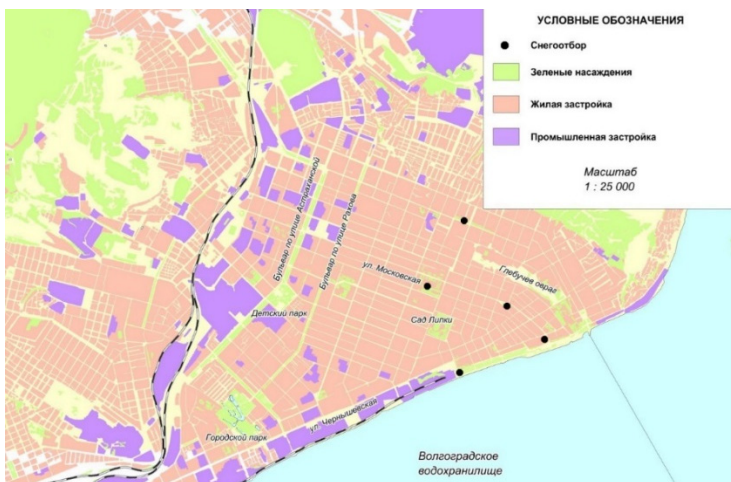 УСЛОВНЫЕ ОБОЗНАЧЕНИЯ
Снегоотбор
Зеленые насаждения
Жилая застройка
Промышленная застройка
Масштаб
1 : 25 000
Бульвар по улице Астраханской
Бульвар по улице Рахова
ул. Московская
Глебучев овраг
Детский парк
Сад Липки
ул. Чернышевская
Городской парк
Волгоградское
водохранилище